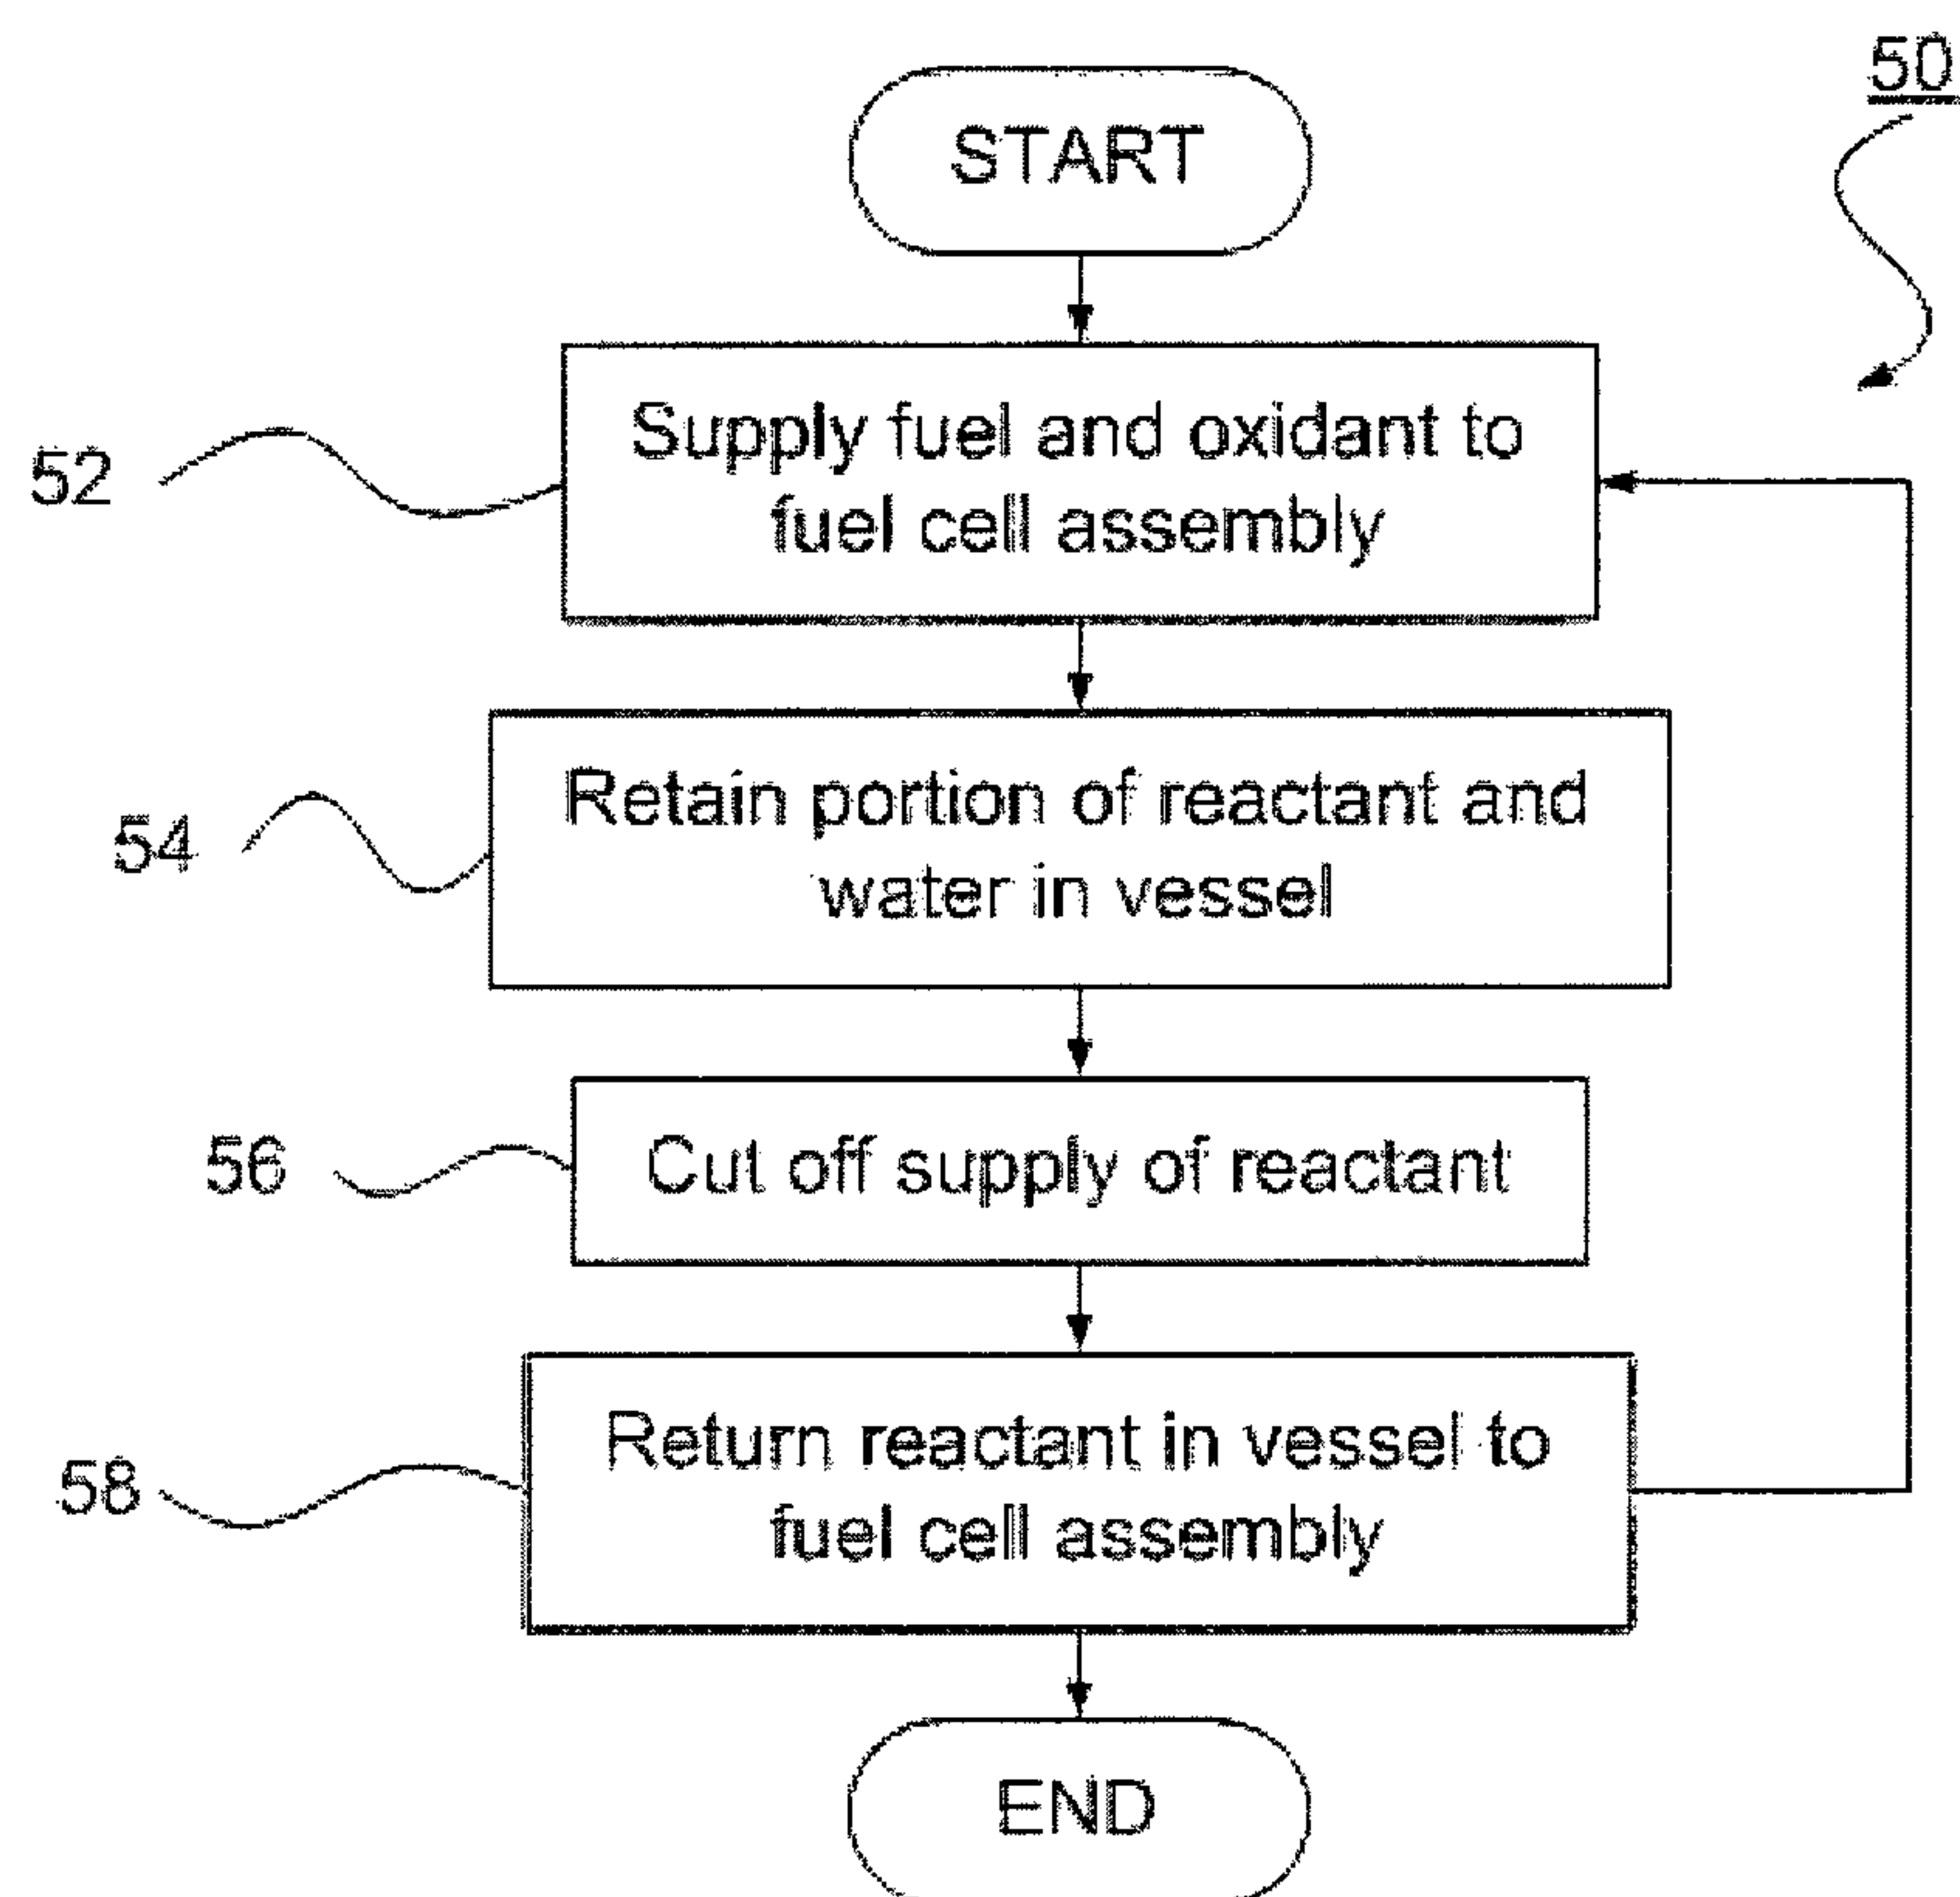 50
START
52
Supply fuel and oxidant to
fuel cell assembly
54
Retain portion of reactant and
water in vessel
56
Cut off supply of reactant
58
Return reactant in vessel to
fuel cell assembly
END